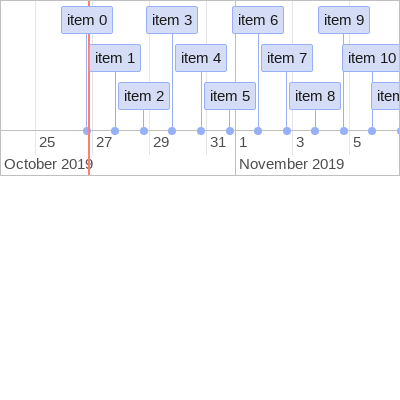 item 0 item 3 item 6 item 9
item 1 item 4 item 7 item 10
item 2 item 5 item 8
25 27 29 31 1 3 5
October 2019 November 2019